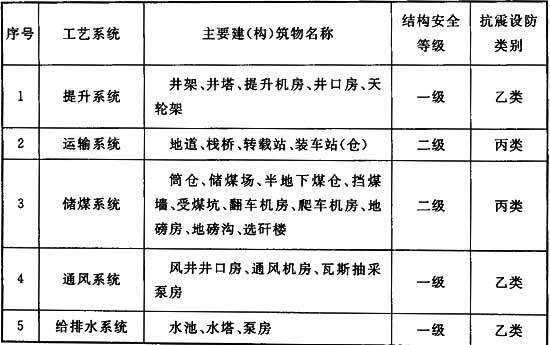 序号 工艺系统 主要建(构)筑物名称 结构安全等级 抗震设防类别
1 提升系统 井架、井塔、提升机房、井口房、天
轮架 一级 乙类
2 运输系统 地道、栈桥、转载站、装车站(仓) 二级 丙类
3 储煤系统 筒仓、储煤场、半地下煤仓、挡煤
墙、受煤坑、翻车机房、爬车机房、地
磅房、地磅沟、选矸楼 二级 丙类
4 通风系统 风井井口房、通风机房、瓦斯抽采
泵房 一级 乙类
5 给排水系统 水池、水塔、泵房 一级 乙类